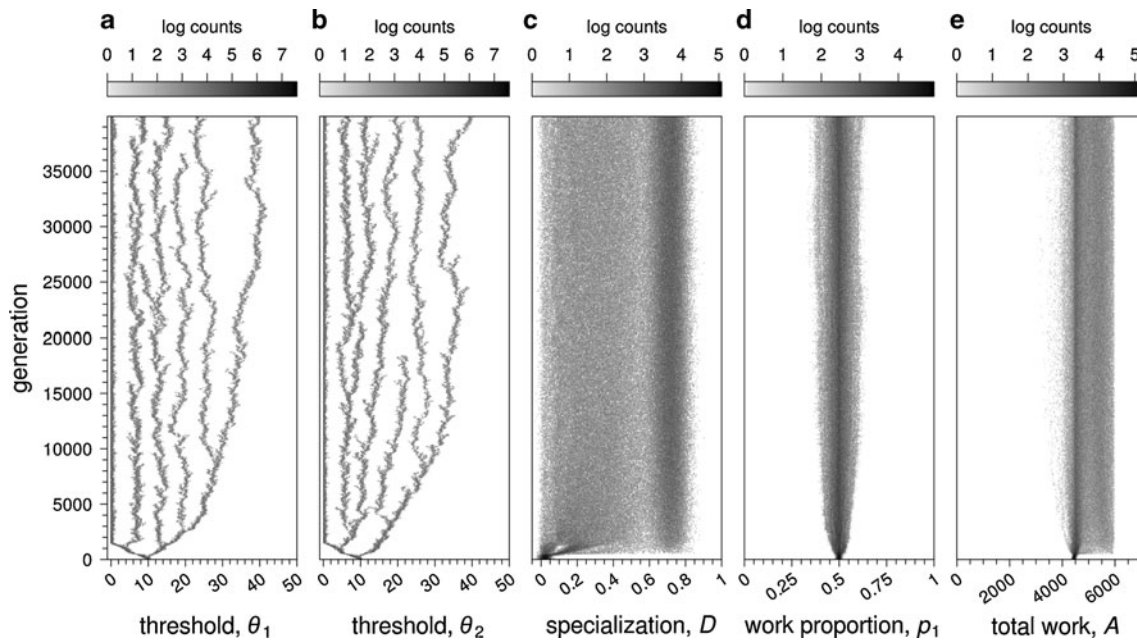 a log counts b log counts c log counts d log counts e log counts
0 1 2 3 4 5 6 7 0 1 2 3 4 5 6 7 0 1 2 3 4 5 0 1 2 3 4 0 1 2 3 4 5
35000
30000
25000
20000
15000
10000
5000
0
generation
0 10 20 30 40 50 0 10 20 30 40 50 0 0.2 0.4 0.6 0.8 1 0 0.25 0.5 0.75 1 0 2000 4000 6000
threshold, θ1 threshold, θ2 specialization, D work proportion, p1 total work, A